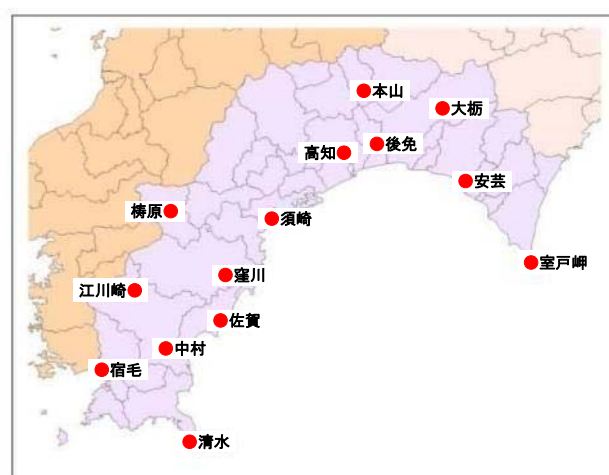 本山
大栃
後免
高知
安芸
梼原
須崎
室戸岬
窪川
江川崎
佐賀
中村
宿毛
清水